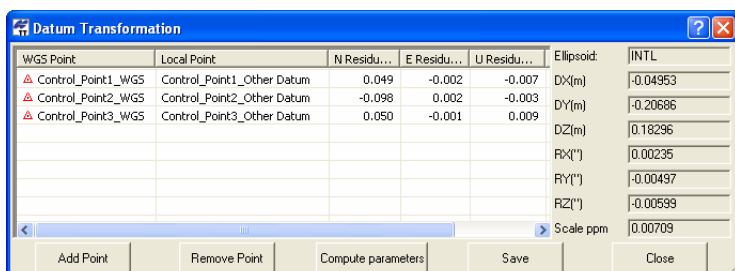 Datum Transformation
WGS Point Local Point N Residu... E Residu... U Residu...
Control_Point1_WGS Control_Point1_Other Datum 0.049 -0.002 -0.007
Control_Point2_WGS Control_Point2_Other Datum -0.098 0.002 -0.003
Control_Point3_WGS Control_Point3_Other Datum 0.050 -0.001 0.009
Ellipsoid: INTL
DX(m) -0.04953
DY(m) -0.20686
DZ(m) 0.18296
RX(") 0.00235
RY(") -0.00497
RZ(") -0.00599
Scale ppm 0.00709
Add Point Remove Point Compute parameters Save Close